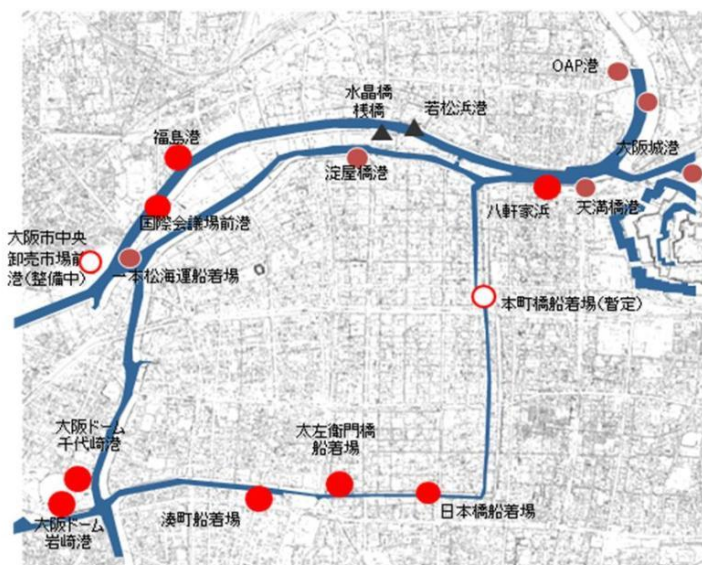 OAP港
水晶橋
桟橋
若松浜港
福島港
大阪城港
淀屋橋港
八軒家浜
天満橋港
国際会議場前港
大阪市中央
卸売市場前
港(整備中)
一本松海運船着場
本町橋船着場(暫定)
大阪ドーム
千代崎港
太左衛門橋
船着場
湊町船着場
日本橋船着場
大阪ドーム
岩崎港